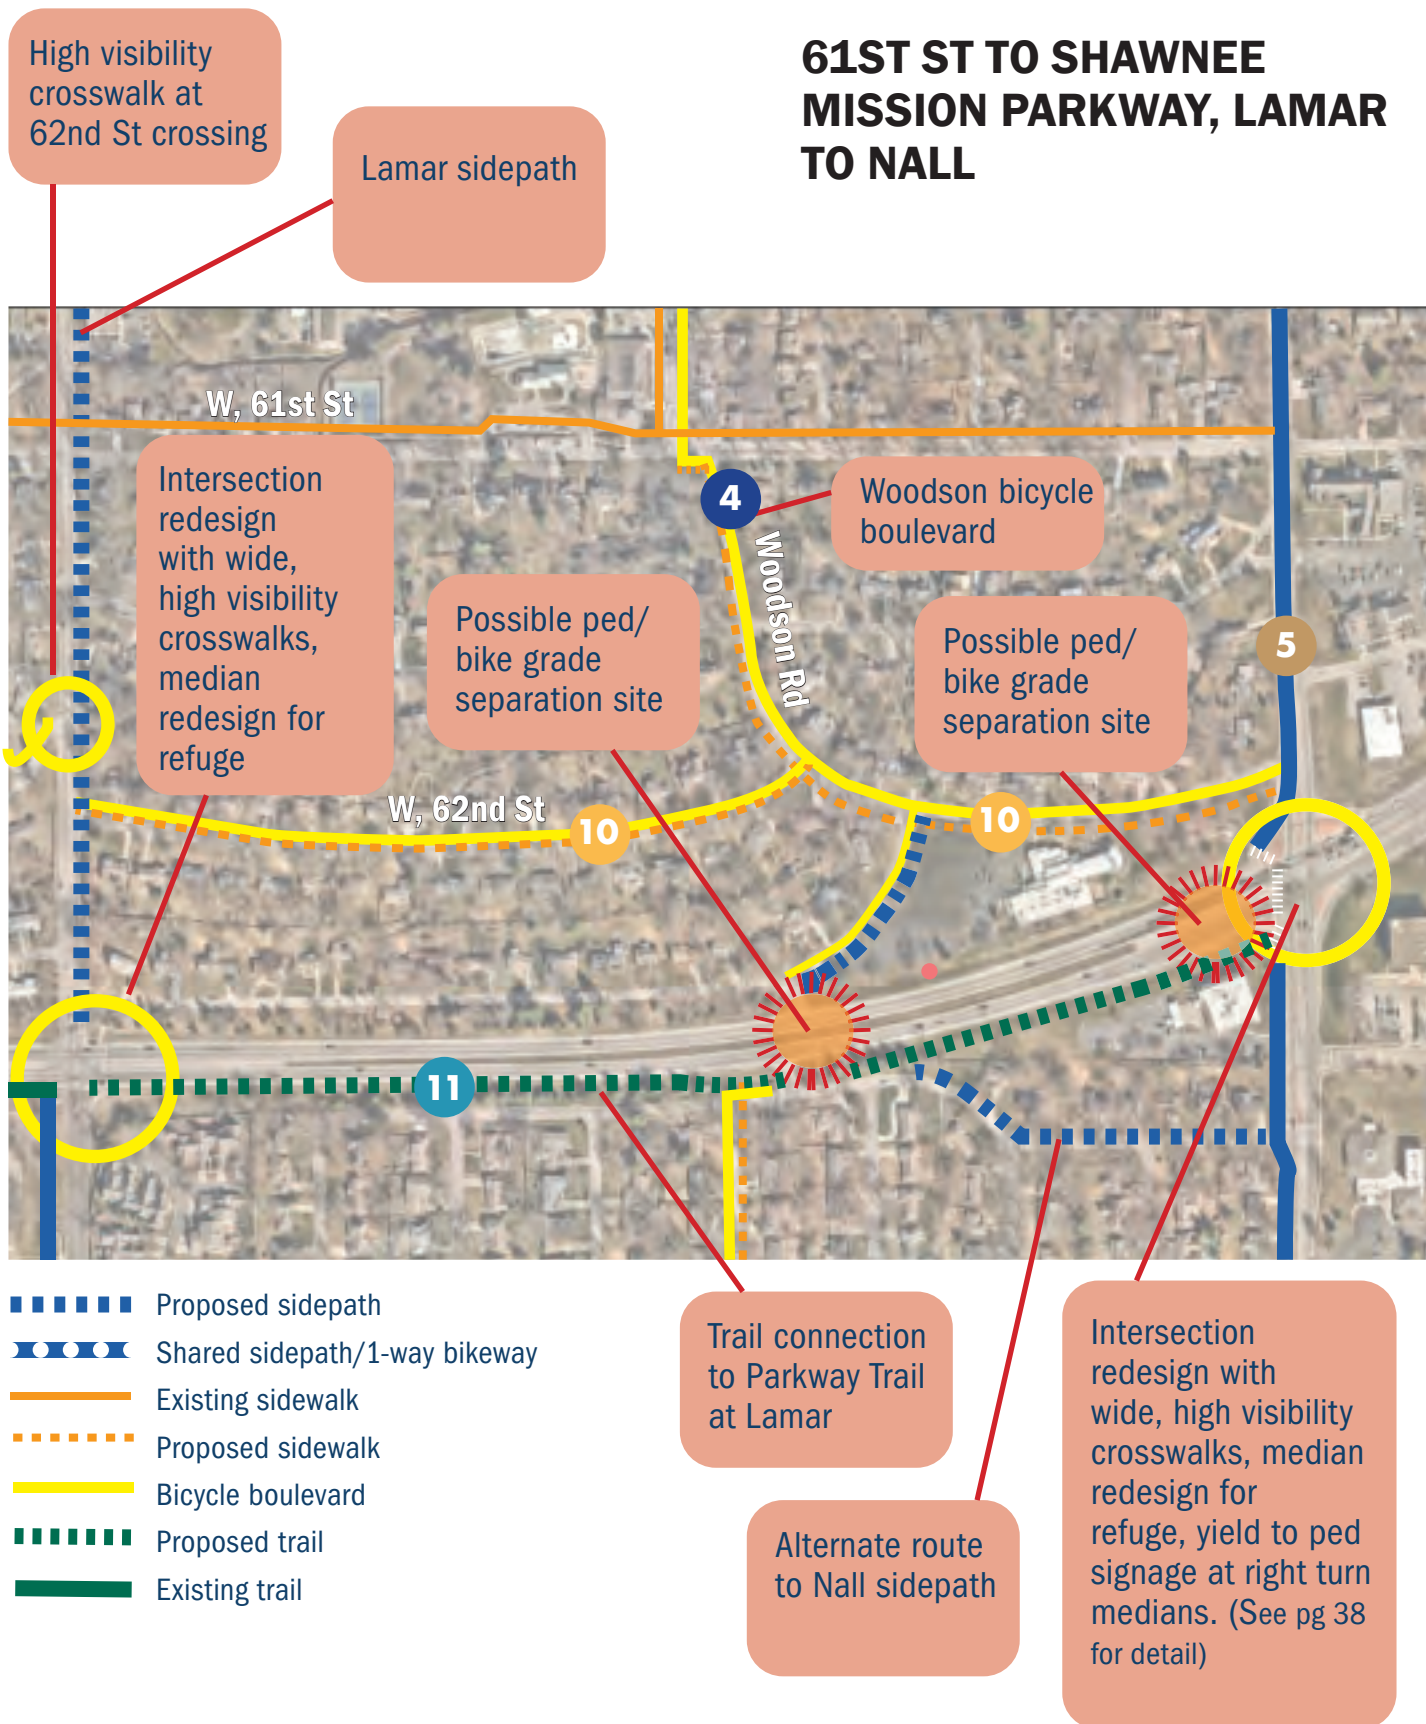 61ST ST TO SHAWNEE
MISSION PARKWAY, LAMAR
TO NALL
High visibility
crosswalk at
62nd St crossing
Lamar sidepath
W, 61st St
Intersection
redesign
with wide,
high visibility
crosswalks,
median
redesign for
refuge
4
Woodson bicycle
boulevard
Woodson Rd
Possible ped/
bike grade
separation site
Possible ped/
bike grade
separation site
5
W, 62nd St
10
10
11
Proposed sidepath
Shared sidepath/1-way bikeway
Existing sidewalk
Proposed sidewalk
Bicycle boulevard
Proposed trail
Existing trail
Trail connection
to Parkway Trail
at Lamar
Alternate route
to Nall sidepath
Intersection
redesign with
wide, high visibility
crosswalks, median
redesign for
refuge, yield to ped
signage at right turn
medians. (See pg 38
for detail)